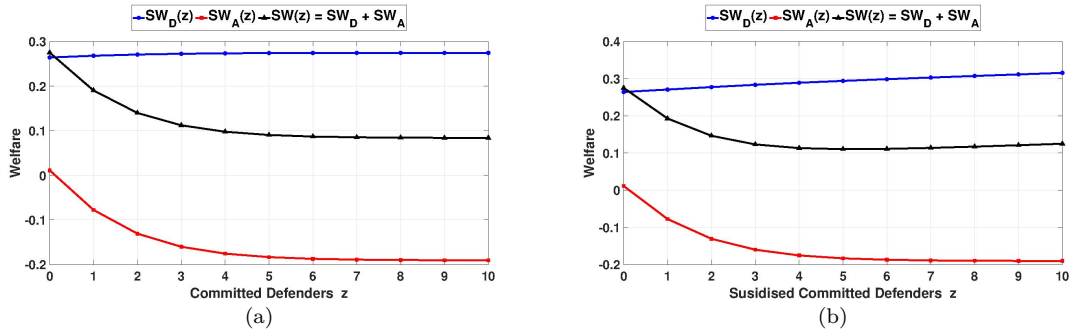 SW_D(z) SW_A(z) SW(z) = SW_D + SW_A
0.3
0.2
0.1
0
-0.1
-0.2
Welfare
0 1 2 3 4 5 6 7 8 9 10
Committed Defenders z
(a)
SW_D(z) SW_A(z) SW(z) = SW_D + SW_A
0.4
0.3
0.2
0.1
0
-0.1
-0.2
Welfare
0 1 2 3 4 5 6 7 8 9 10
Susidised Committed Defenders z
(b)